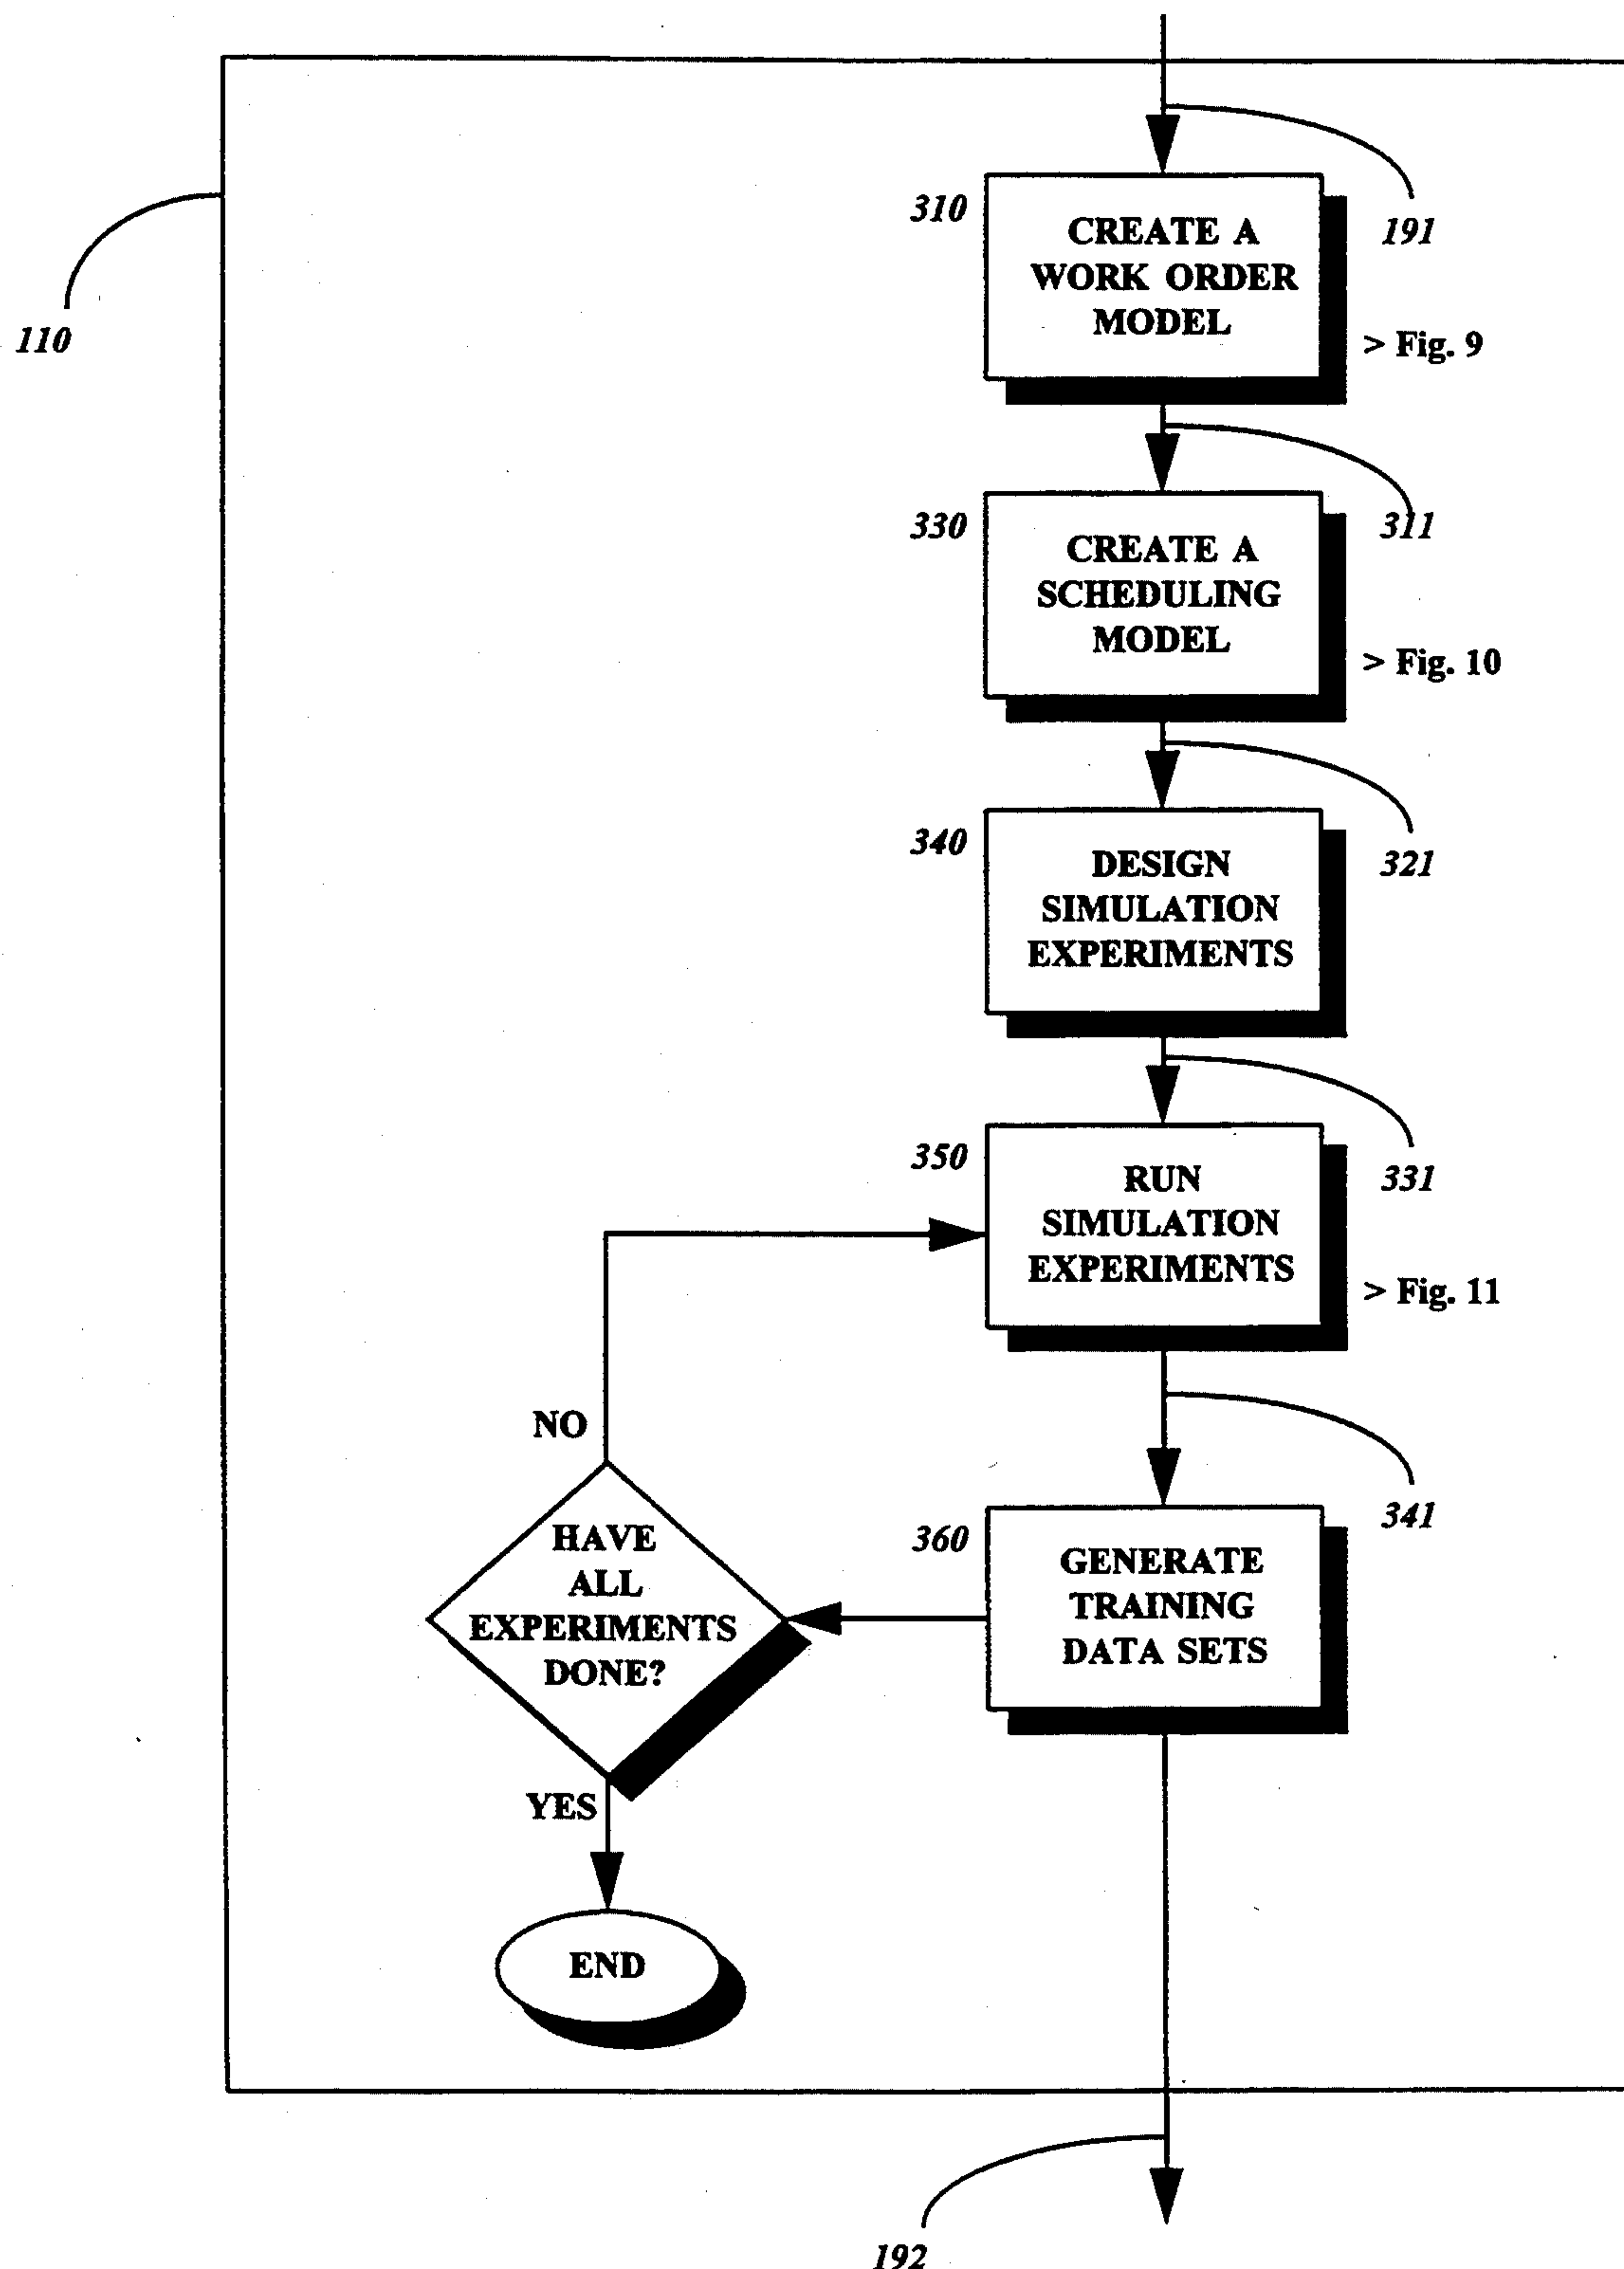 310
CREATE A
WORK ORDER
MODEL
191
> Fig. 9
110
330
CREATE A
SCHEDULING
MODEL
311
> Fig. 10
340
DESIGN
SIMULATION
EXPERIMENTS
321
350
RUN
SIMULATION
EXPERIMENTS
331
> Fig. 11
NO
HAVE
ALL
EXPERIMENTS
DONE?
360
GENERATE
TRAINING
DATA SETS
341
YES
END
192